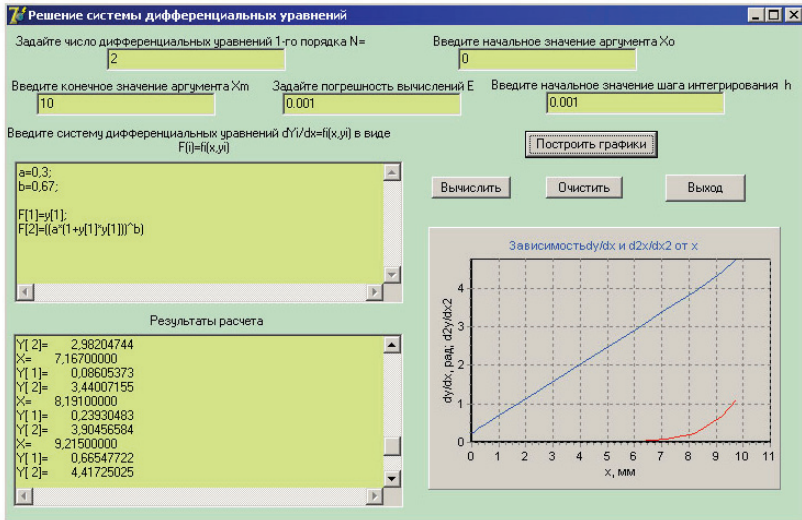 Решение системы дифференциальных уравнений
Задайте число дифференциальных уравнений 1-го порядка N=
2
Введите начальное значение аргумента Xo
0
Введите конечное значение аргумента Xm
10
Задайте погрешность вычислений E
0.001
Введите начальное значение шага интегрирования h
0.001
Введите систему дифференциальных уравнений dYi/dx=fi(x,yi) в виде
F(i)=fi(x,yi)
a=0,3;
b=0,67;
F[1]=y[1];
F[2]=((a*(1+y[1]*y[1]))^b)
Построить графики
Вычислить
Очистить
Выход
Результаты расчета
Y[ 2]= 2,98204744
X= 7,16700000
Y[ 1]= 0,08605373
Y[ 2]= 3,44007155
X= 8,19100000
Y[ 1]= 0,23930483
Y[ 2]= 3,90456584
X= 9,21500000
Y[ 1]= 0,66547722
Y[ 2]= 4,41725025
Зависимостьdy/dx и d2x/dx2 от x
dy/dx, рад; d2y/dx2
4
3
2
1
0
0 1 2 3 4 5 6 7 8 9 10 11
x, мм